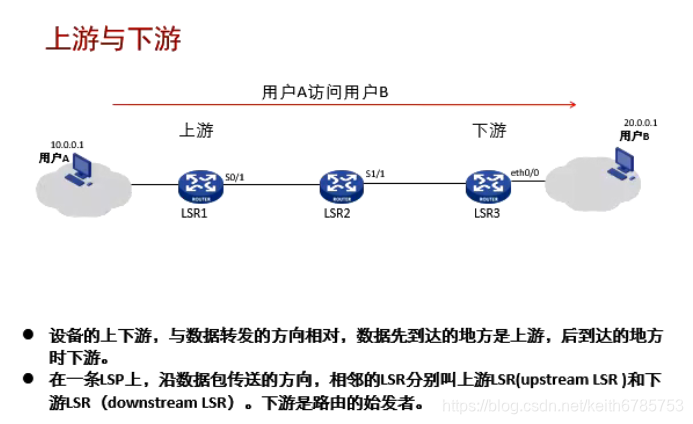 上游与下游
用户A访问用户B
上游
下游
10.0.0.1
用户A
20.0.0.1
用户B
S0/1
S1/1
eth0/0
ROUTER
ROUTER
ROUTER
LSR1
LSR2
LSR3
● 设备的上下游，与数据转发的方向相对，数据先到达的地方是上游，后到达的地方
时下游。
● 在一条LSP上，沿数据包传送的方向，相邻的LSR分别叫上游LSR(upstream LSR )和下
游LSR（downstream LSR）。下游是路由的始发者。
https://blog.csdn.net/keith6785753